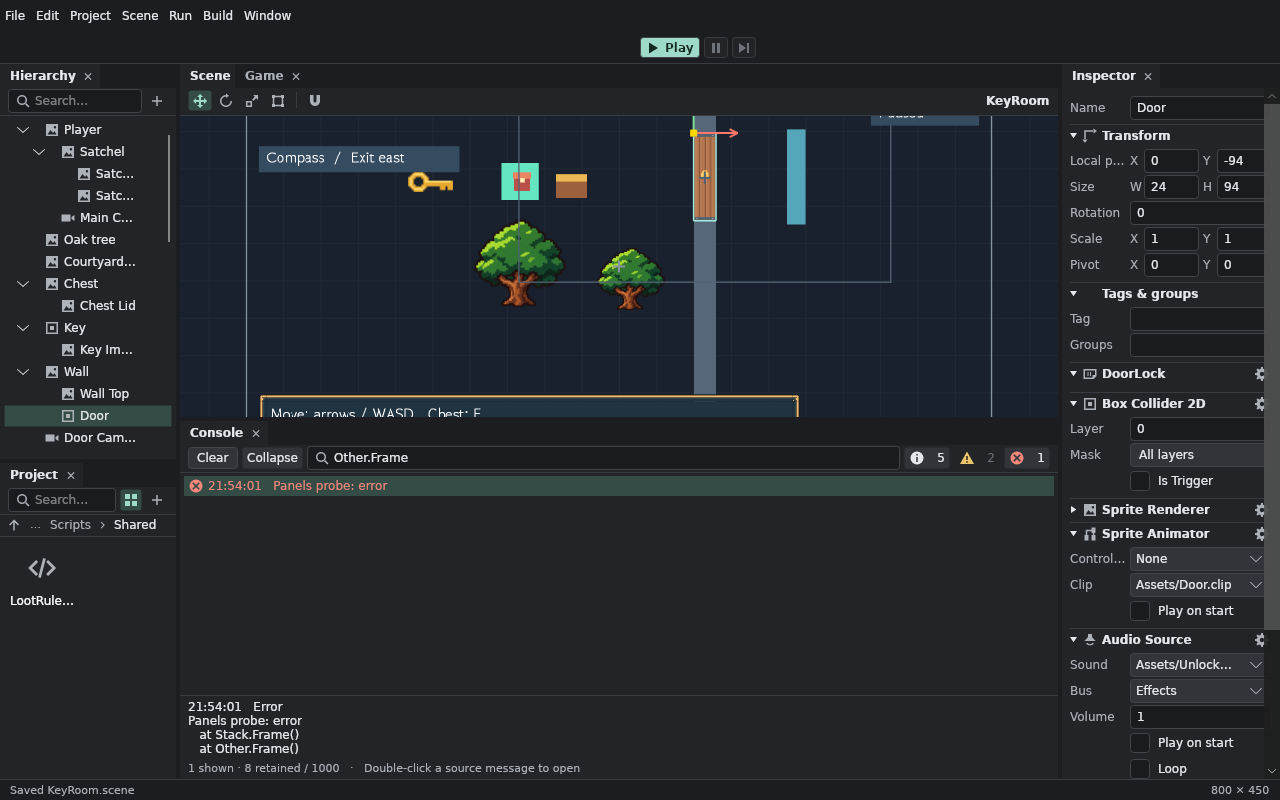 File Edit Project Scene Run Build Window
Play
Hierarchy
Search...
Player
Satchel
Satc...
Satc...
Main C...
Oak tree
Courtyard...
Chest
Chest Lid
Key
Key Im...
Wall
Wall Top
Door
Door Cam...
Project
Search...
... Scripts > Shared
LootRule...
Scene Game
KeyRoom
Compass / Exit east
Paused
Move: arrows / WASD Chest: E
Console
Clear Collapse Other.Frame 5 2 1
21:54:01 Panels probe: error
21:54:01 Error
Panels probe: error
at Stack.Frame()
at Other.Frame()
1 shown · 8 retained / 1000 · Double-click a source message to open
Inspector
Name Door
Transform
Local p... X 0 Y -94
Size W 24 H 94
Rotation 0
Scale X 1 Y 1
Pivot X 0 Y 0
Tags & groups
Tag
Groups
DoorLock
Box Collider 2D
Layer 0
Mask All layers
Is Trigger
Sprite Renderer
Sprite Animator
Control... None
Clip Assets/Door.clip
Play on start
Audio Source
Sound Assets/Unlock...
Bus Effects
Volume 1
Play on start
Loop
Saved KeyRoom.scene
800 × 450